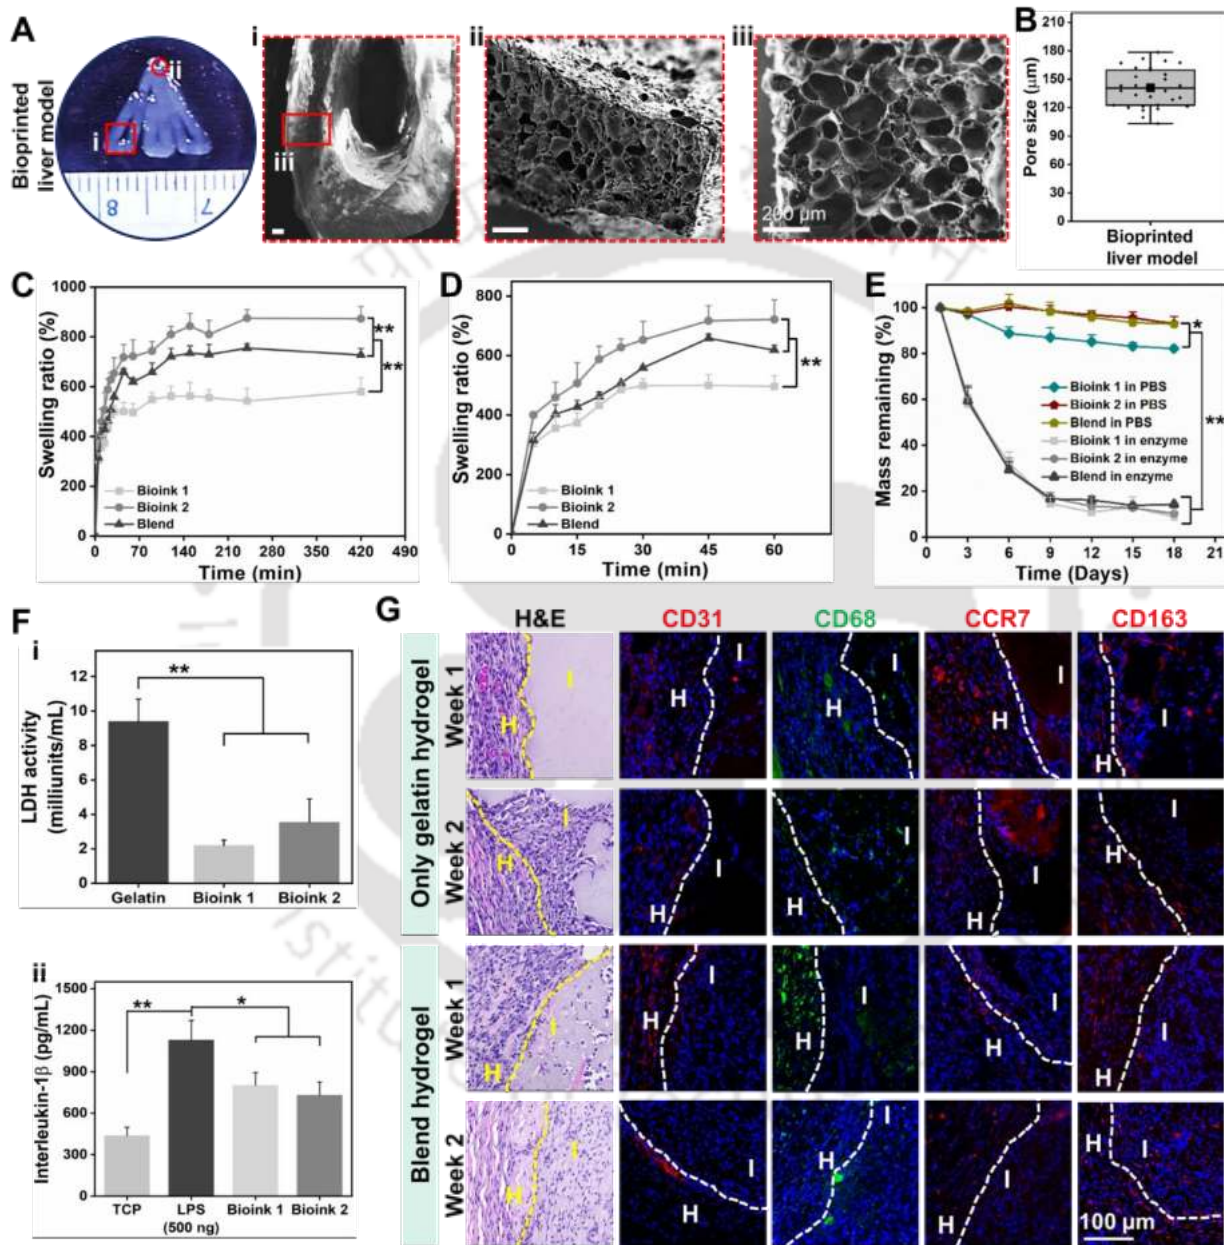 A
Bioprinted
liver model
i
ii
8
7
i
iii
ii
iii
200 µm
B
Pore size (µm)
210
180
150
120
90
60
30
0
Bioprinted
liver model
C
Swelling ratio (%)
1000
800
600
400
200
0
**
**
Bioink 1
Bioink 2
Blend
0 70 140 210 280 350 420 490
Time (min)
D
Swelling ratio (%)
800
600
400
200
0
**
Bioink 1
Bioink 2
Blend
0 15 30 45 60
Time (min)
E
Mass remaining (%)
100
80
60
40
20
0
*
**
Bioink 1 in PBS
Bioink 2 in PBS
Blend in PBS
Bioink 1 in enzyme
Bioink 2 in enzyme
Blend in enzyme
0 3 6 9 12 15 18 21
Time (Days)
F
i
LDH activity
(milliunits/mL)
12
10
8
6
4
2
0
**
Gelatin Bioink 1 Bioink 2
iii
Interleukin-1β (pg/mL)
1500
1200
900
600
300
0
** *
TCP LPS Bioink 1 Bioink 2
(500 ng)
G
H&E CD31 CD68 CCR7 CD163
Only gelatin hydrogel
Week 1
H I H I H I H I H I
Week 2
H I H I H I H I H I
Blend hydrogel
Week 1
H I H I H I H I H I
Week 2
H I H I H I H I H I
100 µm